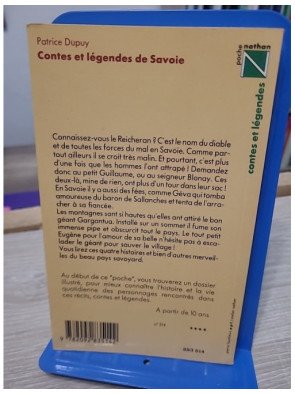 Patrice Dupuy
Contes et légendes de Savoie
poche nathan
contes et légendes
Connaissez-vous le Reicheran ? C'est le nom du diable
et de toutes les forces du mal en Savoie. Comme par-
tout ailleurs il se croit très malin. Et pourtant, c'est plus
d'une fois que les hommes l'ont attrapé ! Demandez
donc au petit Guillaume, ou au seigneur Blonay. Ces
deux-là, mine de rien, ont plus d'un tour dans leur sac !
En Savoie il y a aussi des fées, comme Géva qui tomba
amoureuse du baron de Sallanches et tenta de l'arra-
cher à sa fiancée.
Les montagnes sont si hautes qu'elles ont attiré le bon
géant Gargantua. Installé sur un sommet il fume son
immense pipe et obscurcit tout le pays. Le tout petit
Eugène pour l'amour de sa belle n'hésite pas à esca-
lader le géant pour sauver le village !
Vous lirez ces quatre histoires et bien d'autres merveil-
les du beau pays savoyard.
Au début de ce "poche", vous trouverez un dossier
illustré, pour mieux connaître l'histoire et la vie
quotidienne des personnages rencontrés dans
ces récits, contes et légendes.
A partir de 10 ans